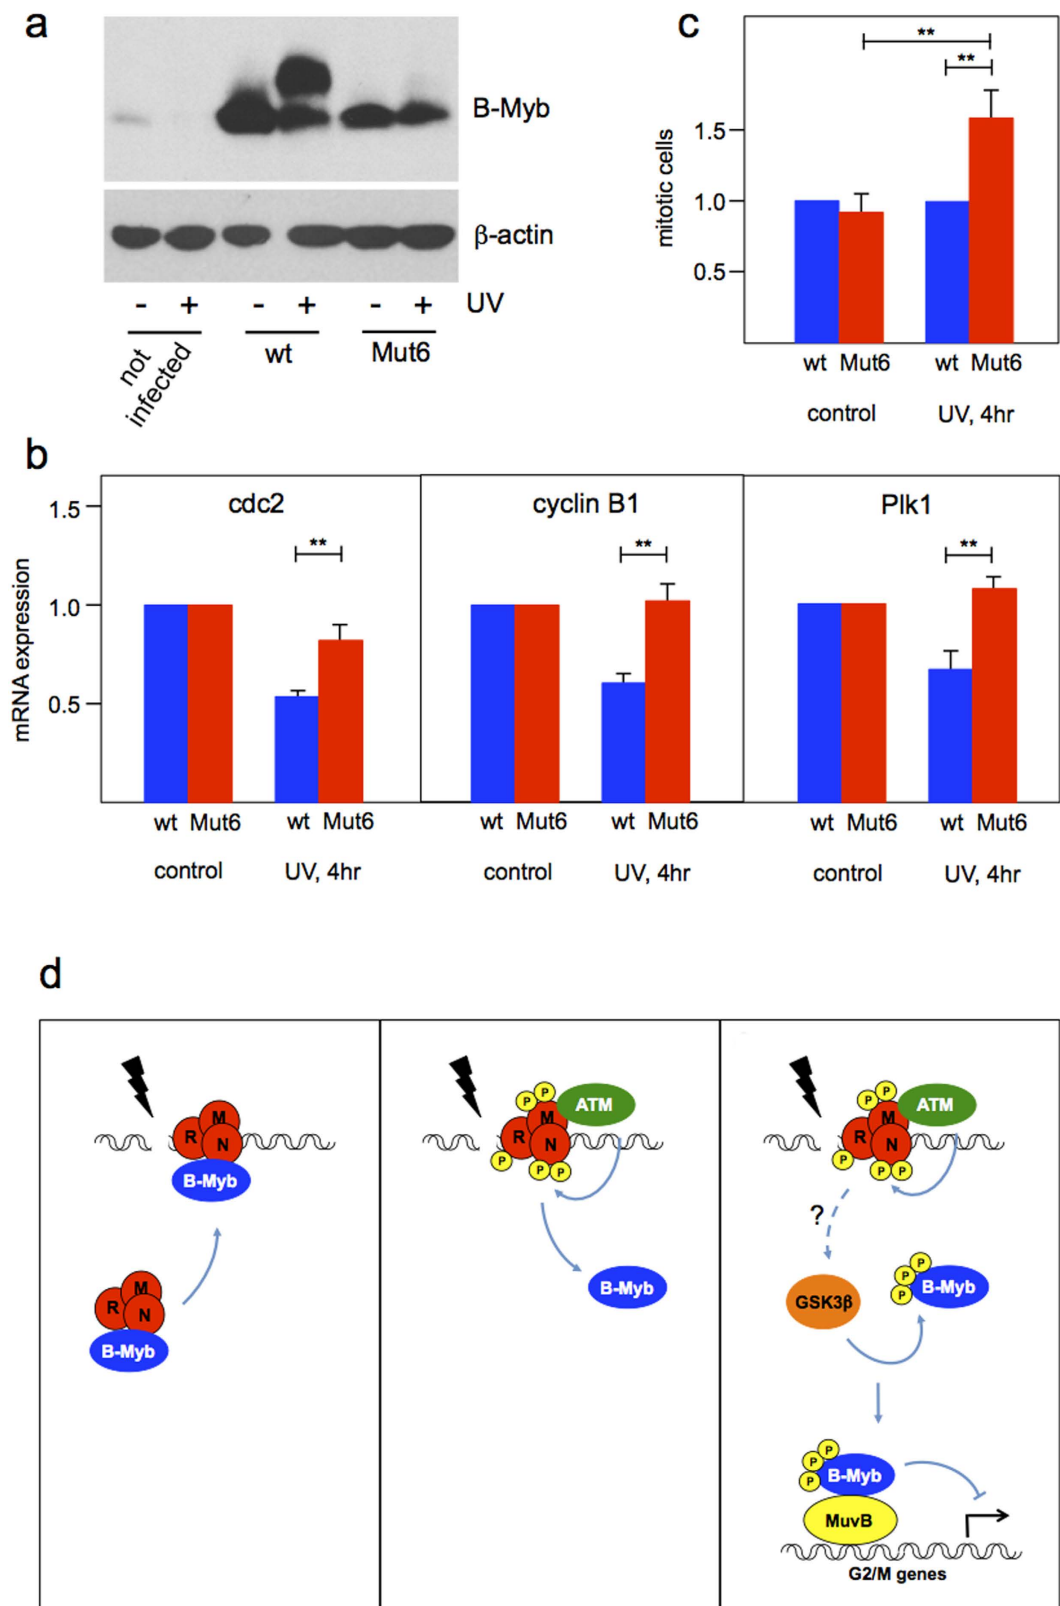 a
B-Myb
β-actin
- + - + - + UV
not infected
wt
Mut6
c
mitotic cells
1.5
1.0
0.5
**
**
wt Mut6 wt Mut6
control UV, 4hr
b
mRNA expression
1.5
1.0
0.5
cdc2 cyclin B1 Plk1
** ** **
wt Mut6 wt Mut6 wt Mut6 wt Mut6 wt Mut6 wt Mut6
control UV, 4hr control UV, 4hr control UV, 4hr
d
M
R N
B-Myb
M
R N
B-Myb
P P
ATM
M
R N
P
P P
B-Myb
P P
ATM
M
R N
P
P P
?
GSK3β
P
P
P
B-Myb
P
P
P
B-Myb
MuvB
G2/M genes